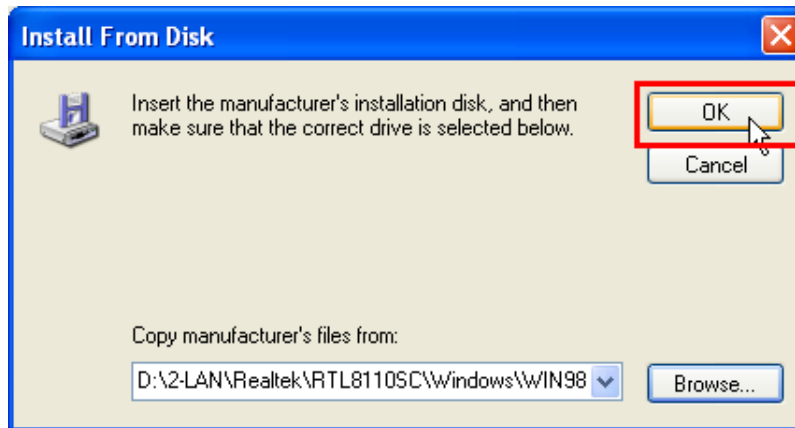 Install From Disk
Insert the manufacturer's installation disk, and then
make sure that the correct drive is selected below.
OK
Cancel
Copy manufacturer's files from:
D:\2-LAN\Realtek\RTL8110SC\Windows\WIN98
Browse...